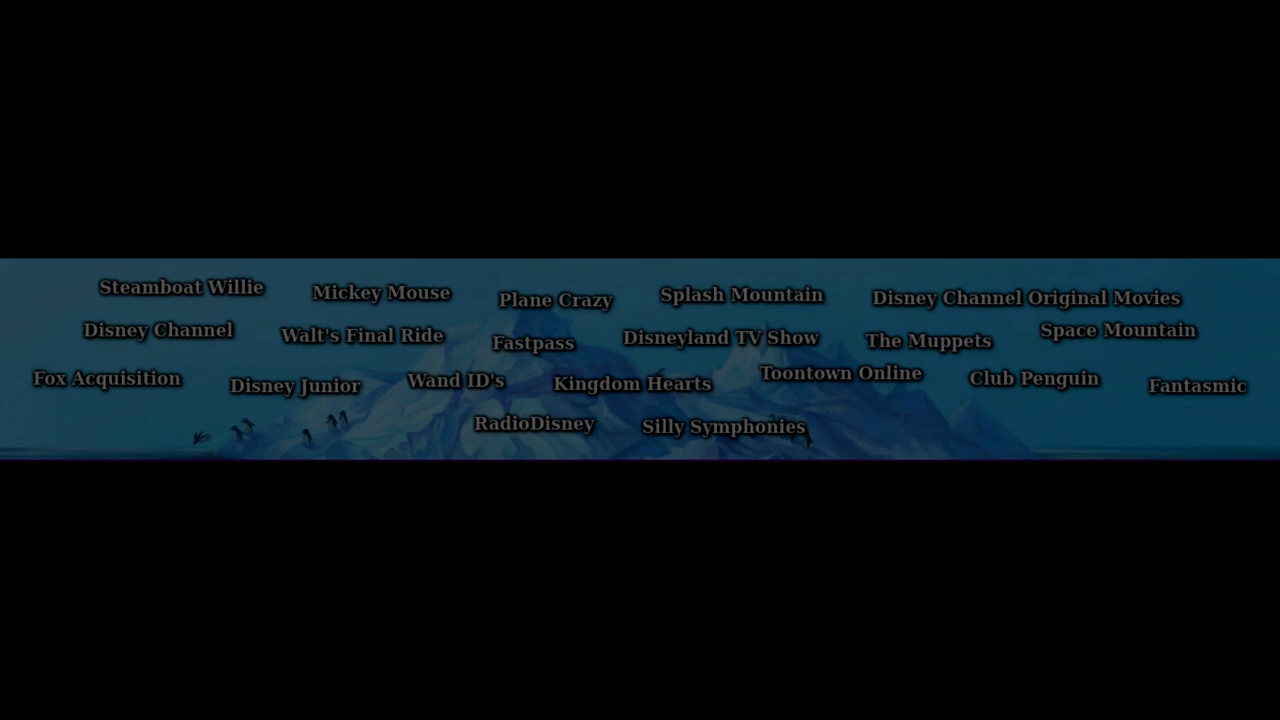 Steamboat Willie
Mickey Mouse
Plane Crazy
Splash Mountain
Disney Channel Original Movies
Disney Channel
Walt's Final Ride
Fastpass
Disneyland TV Show
The Muppets
Space Mountain
Fox Acquisition
Disney Junior
Wand ID's
Kingdom Hearts
Toontown Online
Club Penguin
Fantasmic
RadioDisney
Silly Symphonies